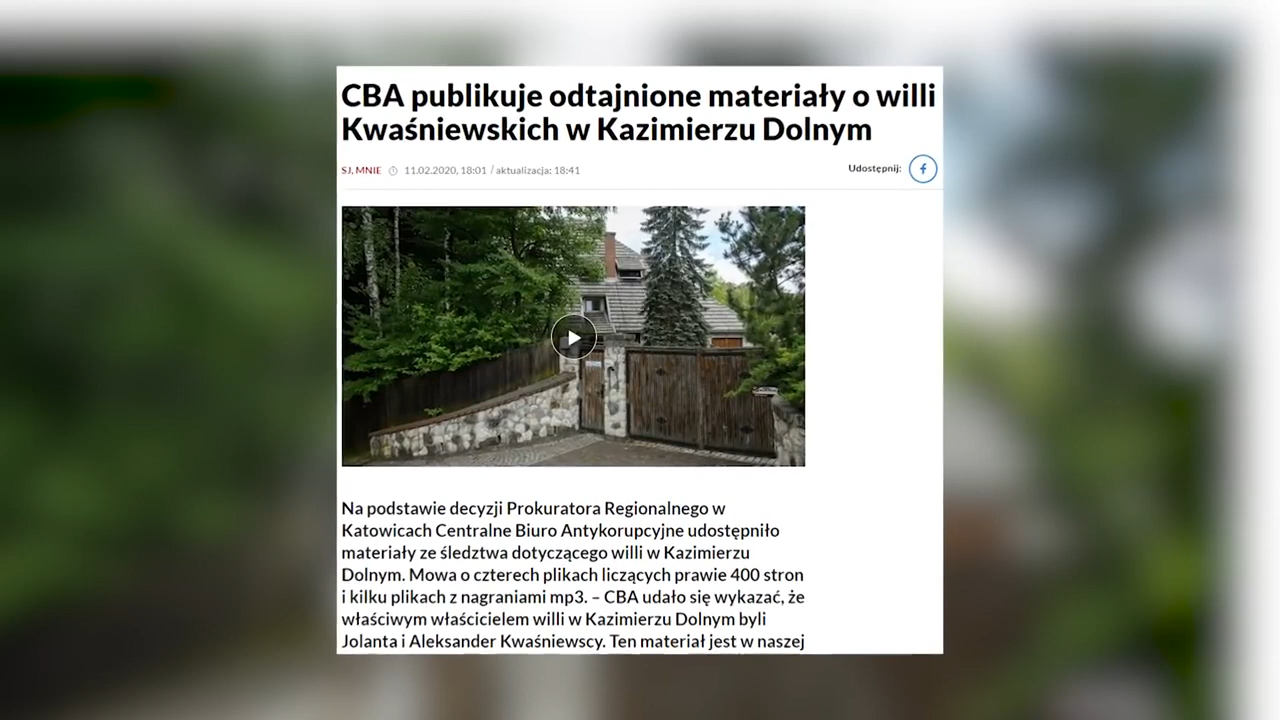 CBA publikuje odtajnione materiały o willi
Kwaśniewskich w Kazimierzu Dolnym
SJ, MNIE 11.02.2020, 18:01 / aktualizacja: 18:41
Udostępnij:
Na podstawie decyzji Prokuratora Regionalnego w
Katowicach Centralne Biuro Antykorupcyjne udostępniło
materiały ze śledztwa dotyczącego willi w Kazimierzu
Dolnym. Mowa o czterech plikach liczących prawie 400 stron
i kilku plikach z nagraniami mp3. – CBA udało się wykazać, że
właściwym właścicielem willi w Kazimierzu Dolnym byli
Jolanta i Aleksander Kwaśniewscy. Ten materiał jest w naszej